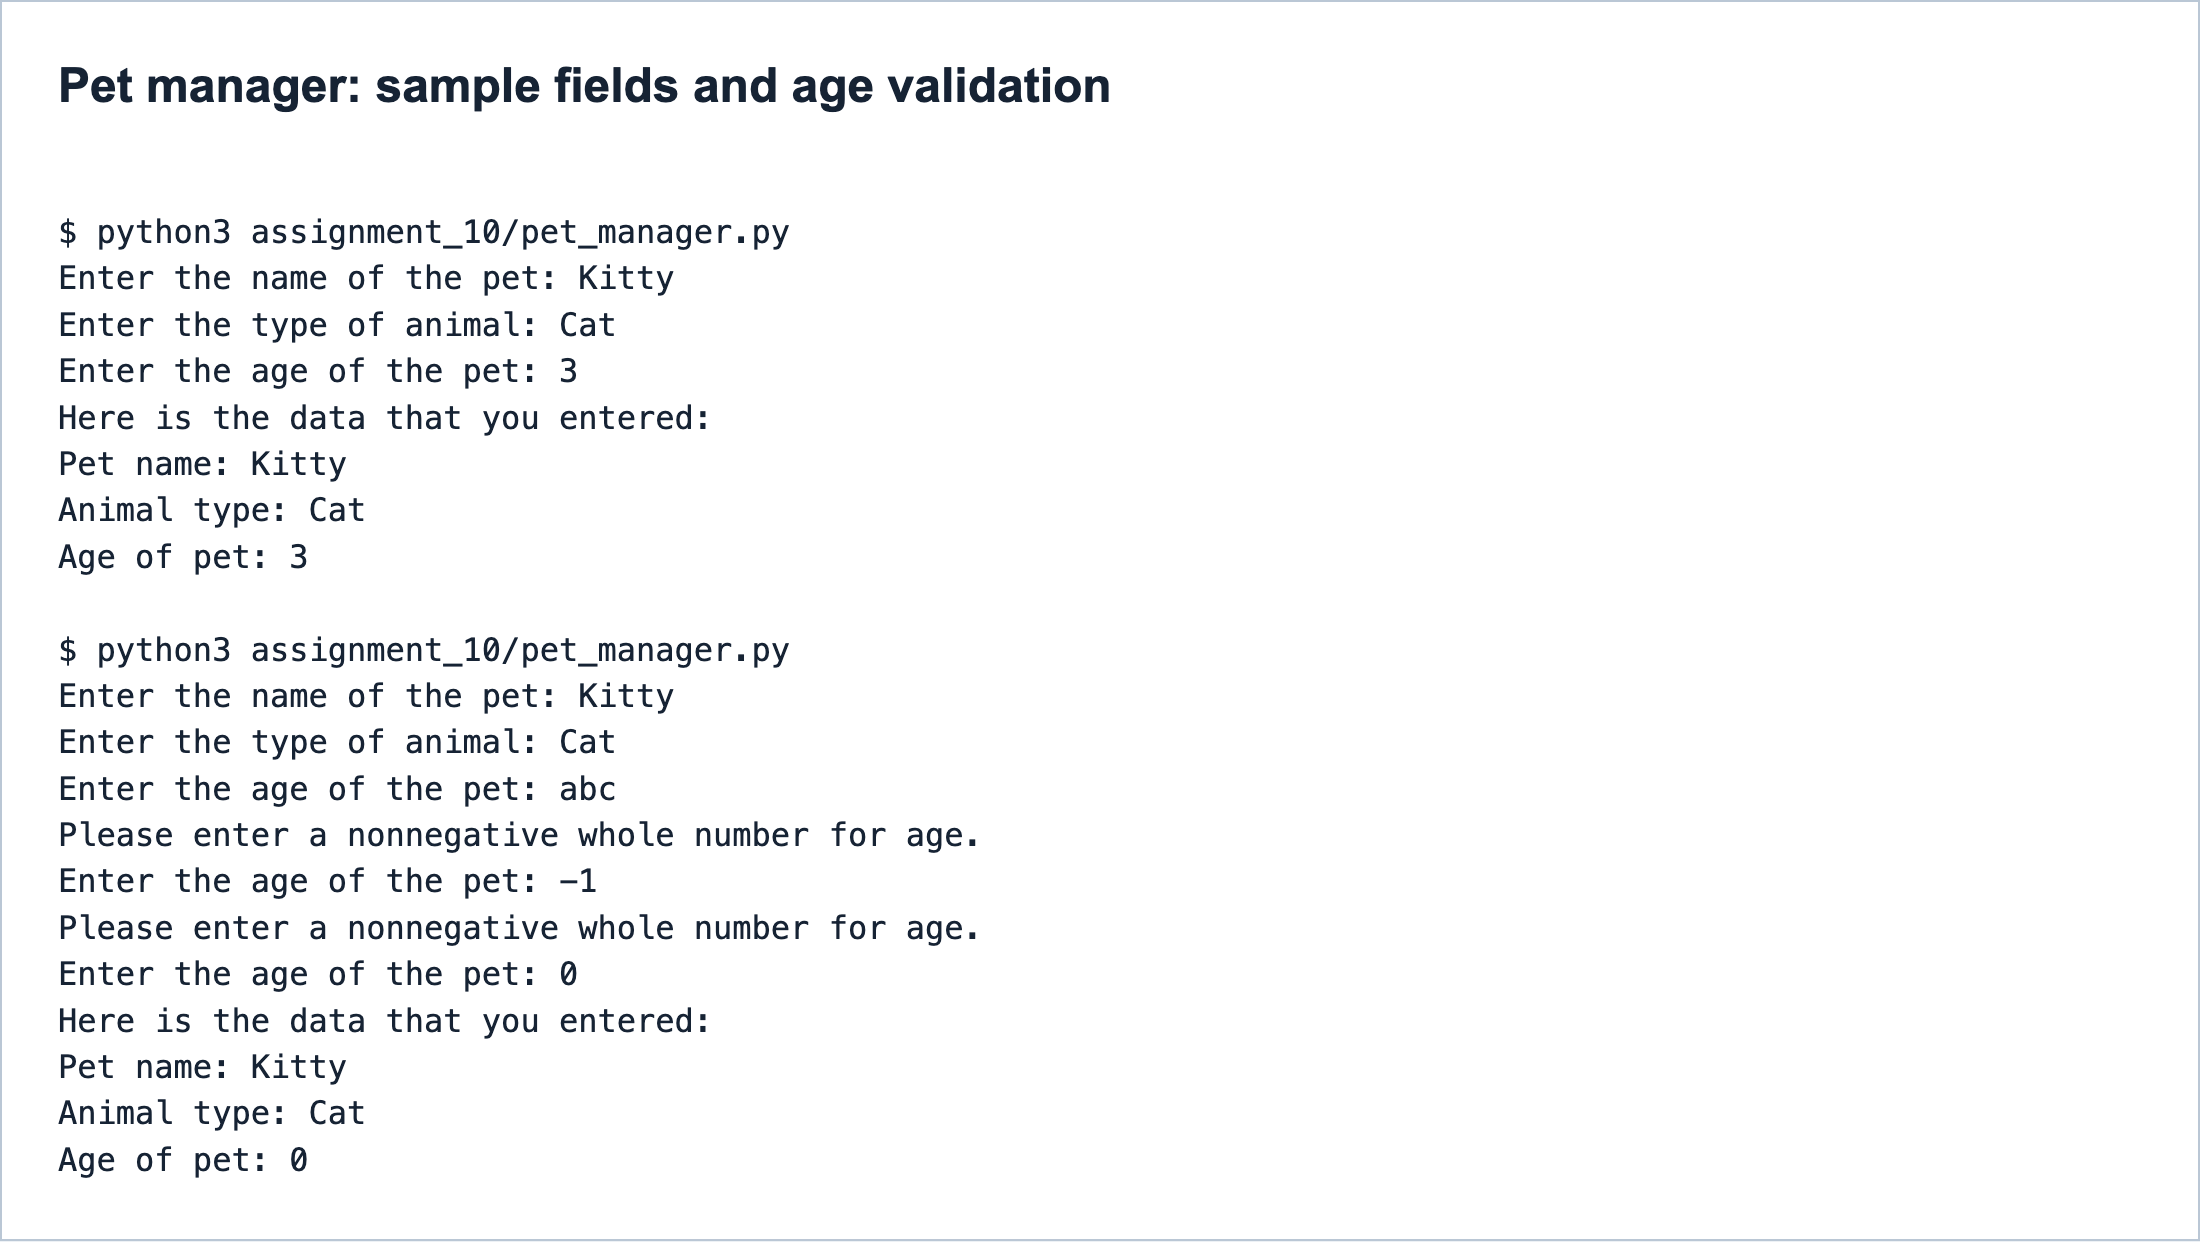 Pet manager: sample fields and age validation
$ python3 assignment_10/pet_manager.py
Enter the name of the pet: Kitty
Enter the type of animal: Cat
Enter the age of the pet: 3
Here is the data that you entered:
Pet name: Kitty
Animal type: Cat
Age of pet: 3
$ python3 assignment_10/pet_manager.py
Enter the name of the pet: Kitty
Enter the type of animal: Cat
Enter the age of the pet: abc
Please enter a nonnegative whole number for age.
Enter the age of the pet: -1
Please enter a nonnegative whole number for age.
Enter the age of the pet: 0
Here is the data that you entered:
Pet name: Kitty
Animal type: Cat
Age of pet: 0